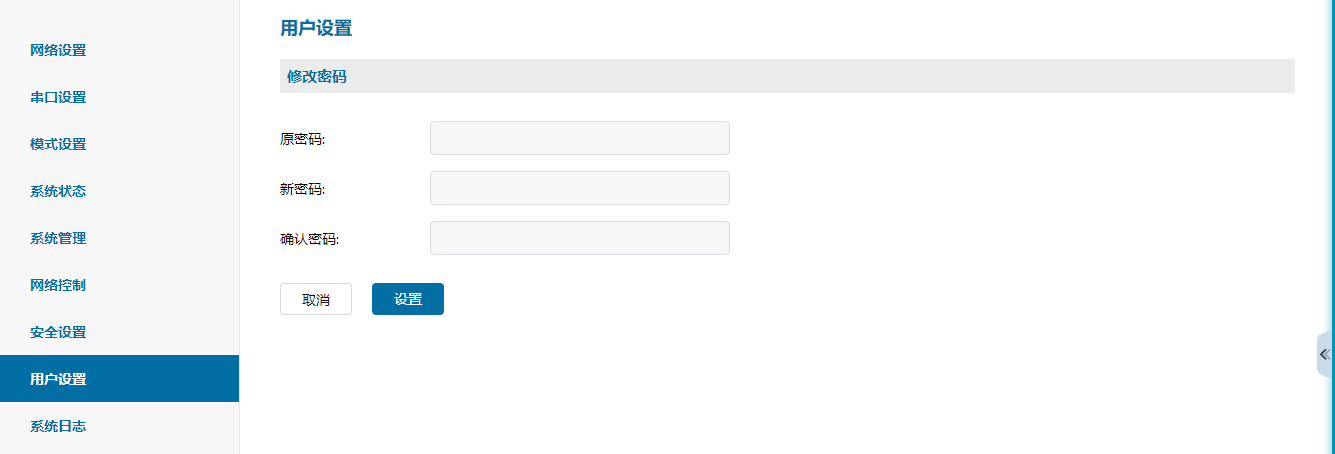 网络设置
串口设置
模式设置
系统状态
系统管理
网络控制
安全设置
用户设置
系统日志
用户设置
修改密码
原密码:
新密码:
确认密码:
取消 设置